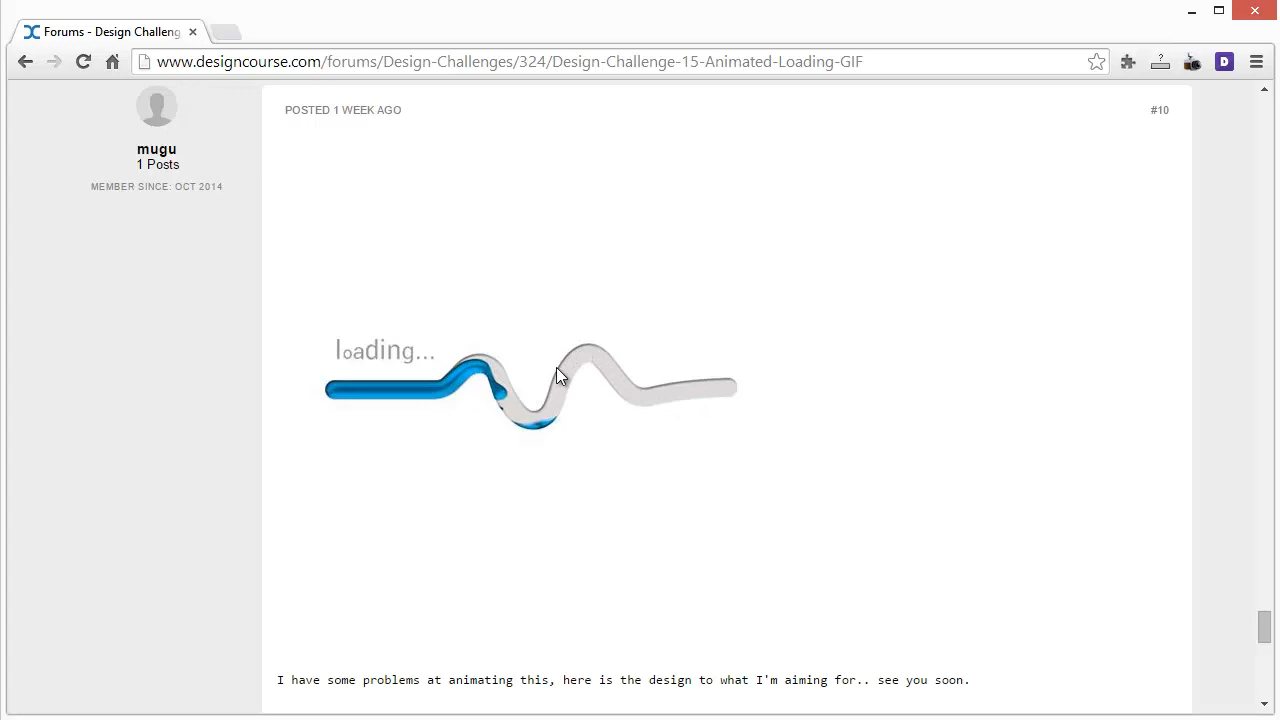 Forums - Design Challeng
www.designcourse.com/forums/Design-Challenges/324/Design-Challenge-15-Animated-Loading-GIF
?
D
mugu
1 Posts
MEMBER SINCE: OCT 2014
POSTED 1 WEEK AGO
#10
loading...
I have some problems at animating this, here is the design to what I'm aiming for.. see you soon.